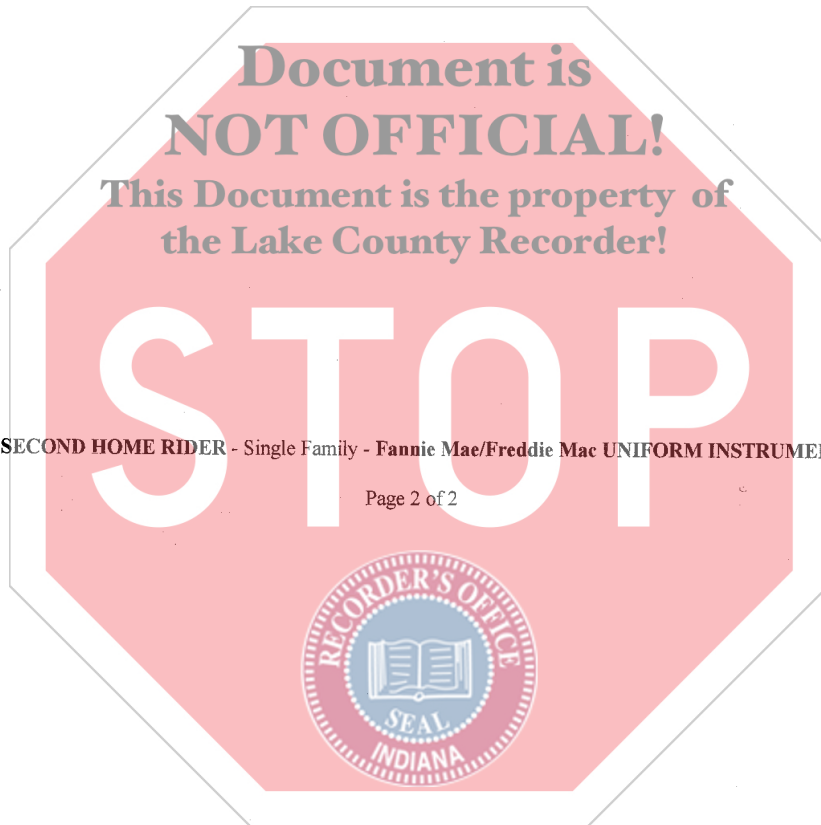 Document is
NOT OFFICIAL!
This Document is the property of
the Lake County Recorder!
STOP
SECOND HOME RIDER - Single Family - Fannie Mae/Freddie Mac UNIFORM INSTRUME
Page 2 of 2
RECORDER'S OFFICE
SEAL
INDIANA